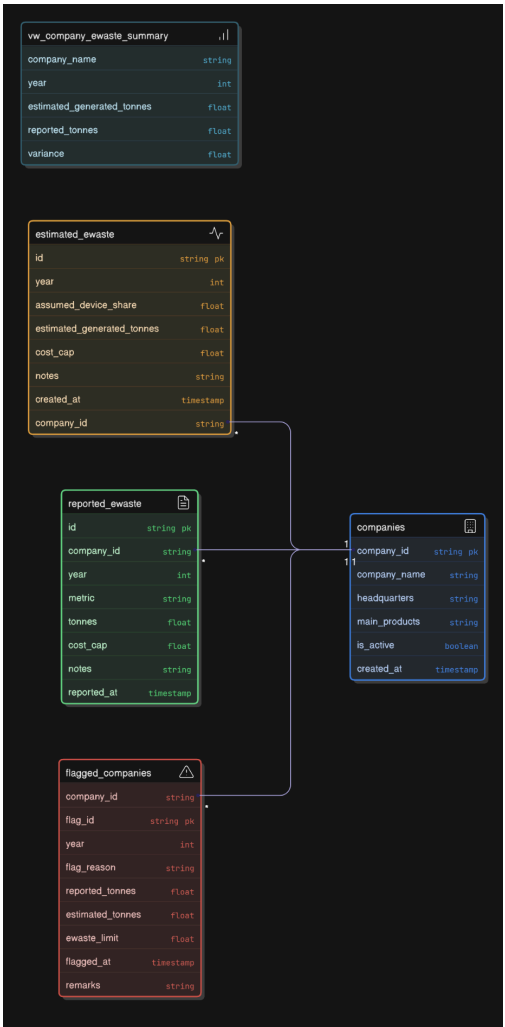 vw_company_ewaste_summary
company_name string
year int
estimated_generated_tonnes float
reported_tonnes float
variance float
estimated_ewaste
id string pk
year int
assumed_device_share float
estimated_generated_tonnes float
cost_cap float
notes string
created_at timestamp
company_id string
*
reported_ewaste
id string pk
company_id string
*
year int
metric string
tonnes float
cost_cap float
notes string
reported_at timestamp
companies
1 company_id string pk
1 1
company_name string
headquarters string
main_products string
is_active boolean
created_at timestamp
flagged_companies
company_id string
*
flag_id string pk
year int
flag_reason string
reported_tonnes float
estimated_tonnes float
ewaste_limit float
flagged_at timestamp
remarks string